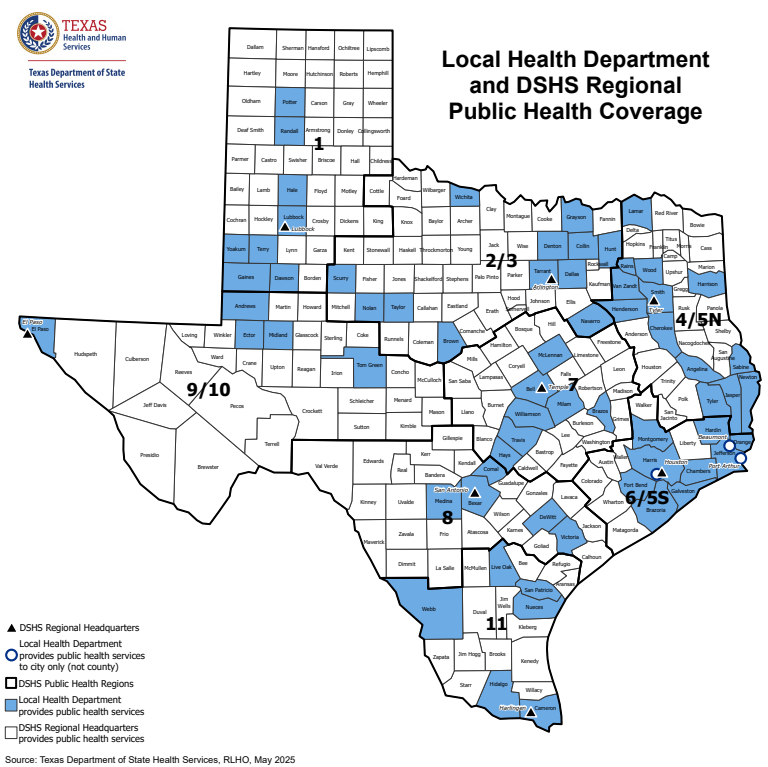 TEXAS
Health and Human
Services
Texas Department of State
Health Services
Local Health Department
and DSHS Regional
Public Health Coverage
Dallam Sherman Hansford Ochiltree Lipscomb
Hartley Moore Hutchinson Roberts Hemphill
Oldham Potter Carson Gray Wheeler
Deaf Smith Randall Armstrong Donley Collingsworth
1
Parmer Castro Swisher Briscoe Hall Childress
Hardeman
Bailey Lamb Hale Floyd Motley Cottle Foard Wilbarger Wichita
Clay Montague Cooke Grayson Fannin Lamar Red River Bowie
Cochran Hockley Lubbock Crosby Dickens King Knox Baylor Archer
Lubbock
Delta Titus Morris Cass
Hopkins Franklin Camp
Yoakum Terry Lynn Garza Kent Stonewall Haskell Throckmorton Young Jack Wise Denton Collin Hunt
2/3
Rockwall Rains Wood Upshur Marion
Gaines Dawson Borden Scurry Fisher Jones Shackelford Stephens Palo Pinto Parker Tarrant Dallas Kaufman Van Zandt Smith Gregg Harrison
Arlington
Tyler
Andrews Martin Howard Mitchell Nolan Taylor Callahan Eastland Erath Hood Somervell Johnson Ellis Henderson Rusk Panola
4/5N
El Paso
El Paso
Hudspeth Culberson Reeves Loving Winkler Ector Midland Glasscock Sterling Coke Runnels Coleman Brown Comanche Bosque Hill Navarro Anderson Cherokee Nacogdoches Shelby
Ward Crane Upton Reagan Irion Tom Green Concho Mills Hamilton McLennan Limestone Freestone San Augustine
9/10
7
Jeff Davis Pecos Crockett Schleicher Menard McCulloch San Saba Lampasas Coryell Bell Falls Robertson Leon Houston Angelina Sabine Newton
Temple
Madison Trinity Polk Tyler Jasper
Presidio Brewster Terrell Sutton Kimble Mason Llano Burnet Williamson Milam Brazos Grimes Walker San Jacinto
Burleson
Val Verde Edwards Kerr Gillespie Blanco Travis Lee Washington Montgomery Liberty Hardin Orange
Beaumont
Real Bandera Kendall Comal Hays Bastrop Caldwell Fayette Austin Waller Harris Chambers Jefferson
Houston
Port Arthur
Kinney Uvalde Medina Bexar Guadalupe Gonzales Lavaca Colorado Fort Bend Galveston
San Antonio
6/5S
8
Wilson Wharton Brazoria
Maverick Zavala Frio Atascosa Karnes DeWitt Victoria Jackson Matagorda
Dimmit La Salle McMullen Live Oak Bee Goliad Refugio Calhoun
Aransas
Webb Duval Jim Wells San Patricio Nueces
11
Kleberg
Zapata Jim Hogg Brooks Kenedy
Starr Hidalgo Willacy Cameron
Harlingen
DSHS Regional Headquarters
Local Health Department
provides public health services
to city only (not county)
DSHS Public Health Regions
Local Health Department
provides public health services
DSHS Regional Headquarters
provides public health services
Source: Texas Department of State Health Services, RLHO, May 2025